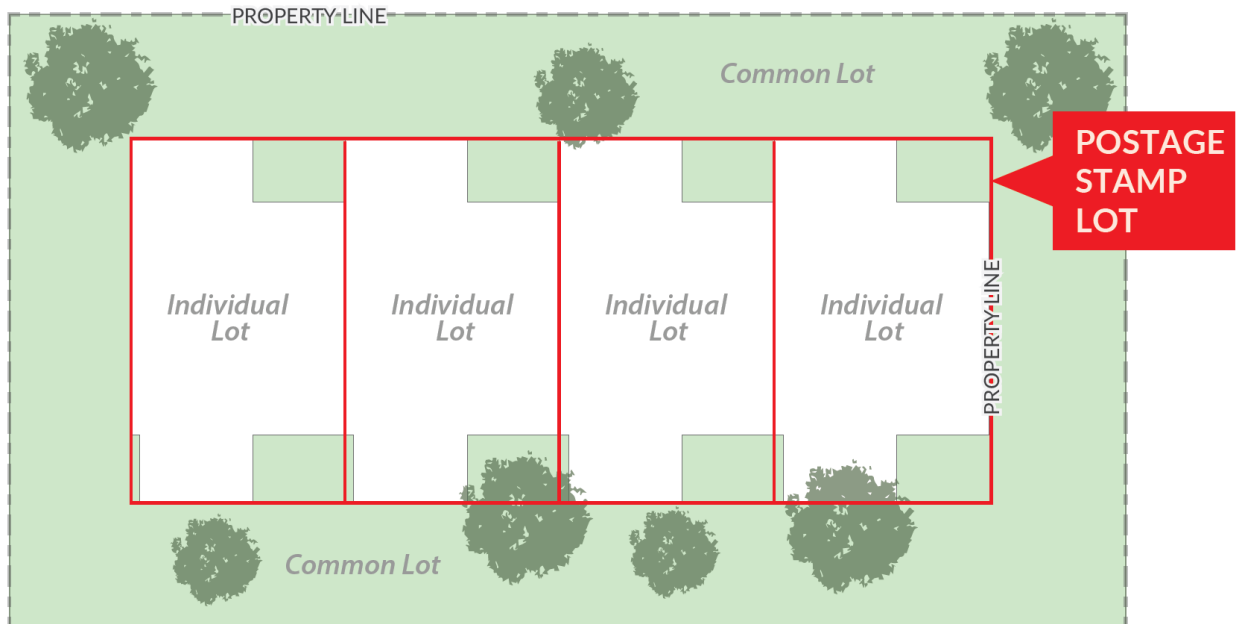 PROPERTY LINE
Common Lot
POSTAGE
STAMP
LOT
Individual
Lot
Individual
Lot
Individual
Lot
Individual
Lot
PROPERTY LINE
Common Lot